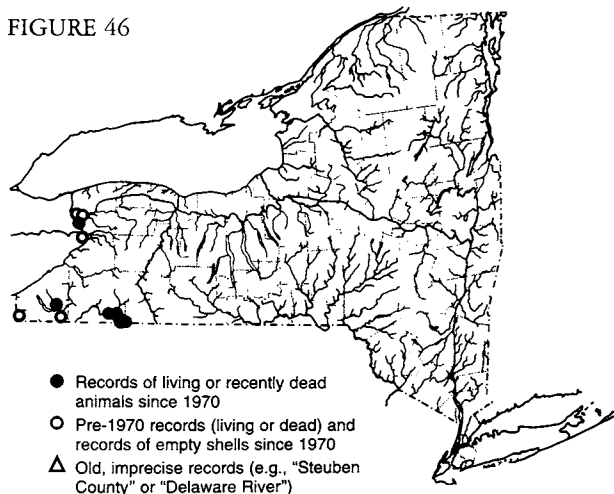 FIGURE 46
● Records of living or recently dead
animals since 1970
○ Pre-1970 records (living or dead) and
records of empty shells since 1970
△ Old, imprecise records (e.g., “Steuben
County” or “Delaware River”)